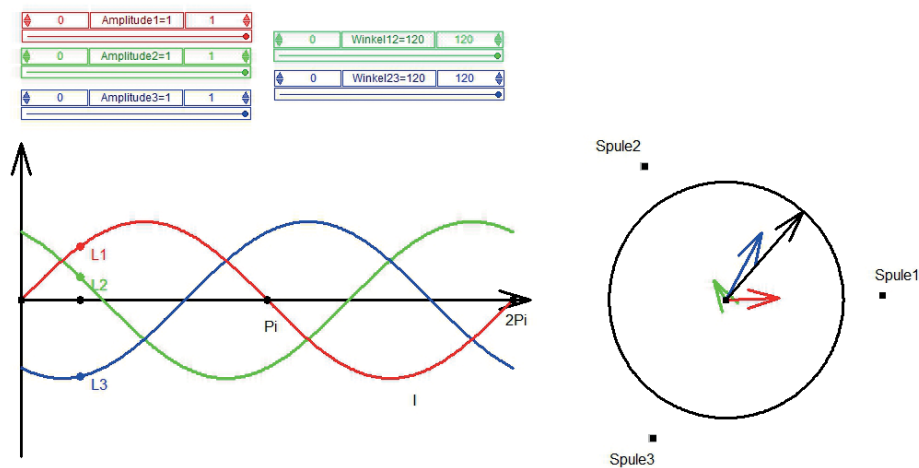 0 Amplitude1=1 1
0 Amplitude2=1 1
0 Amplitude3=1 1
0 Winkel12=120 120
0 Winkel23=120 120
L1
L2
L3
Pi
2Pi
I
Spule2
Spule1
Spule3